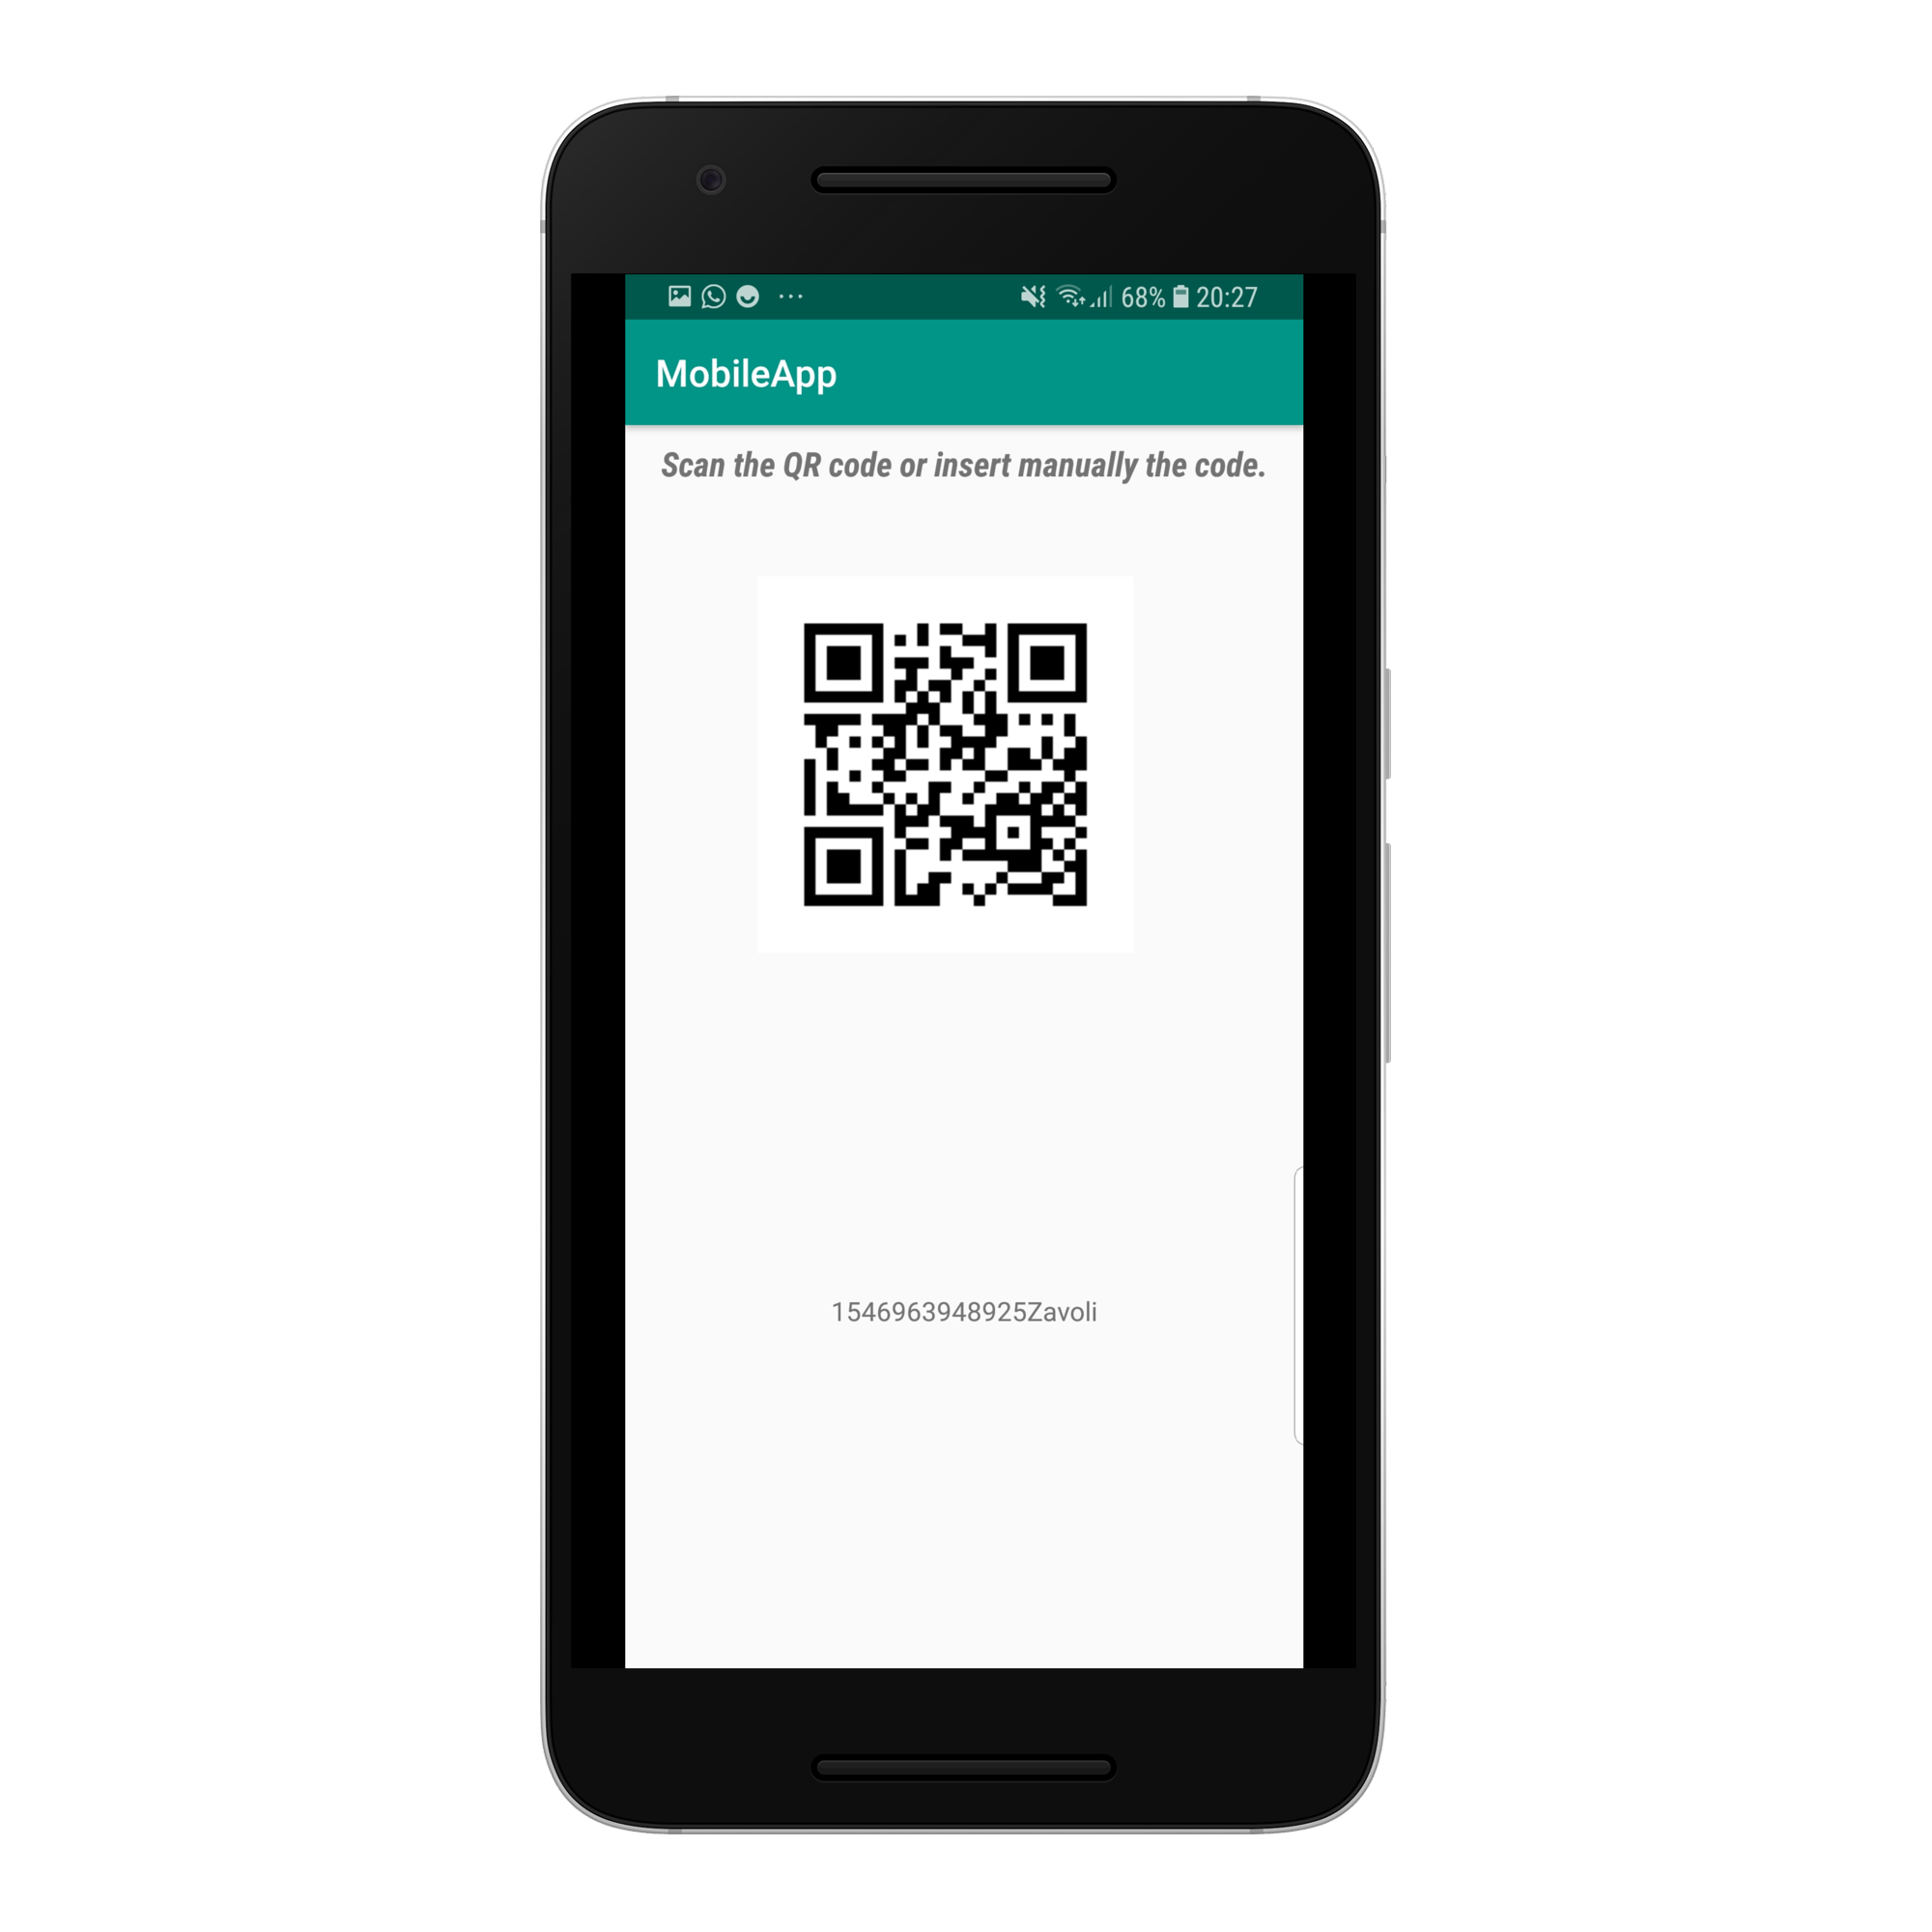 68% 20:27
MobileApp
Scan the QR code or insert manually the code.
1546963948925Zavoli